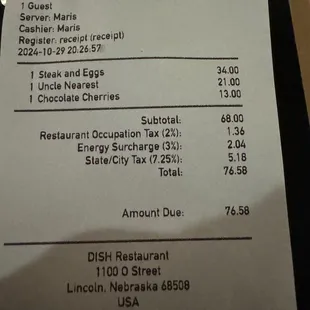 1 Guest
Server: Maris
Cashier: Maris
Register: receipt (receipt)
2024-10-29 20:26:57
1 Steak and Eggs 34.00
1 Uncle Nearest 21.00
1 Chocolate Cherries 13.00
Subtotal: 68.00
Restaurant Occupation Tax (2%): 1.36
Energy Surcharge (3%): 2.04
State/City Tax (7.25%): 5.18
Total: 76.58
Amount Due: 76.58
DISH Restaurant
1100 O Street
Lincoln, Nebraska 68508
USA